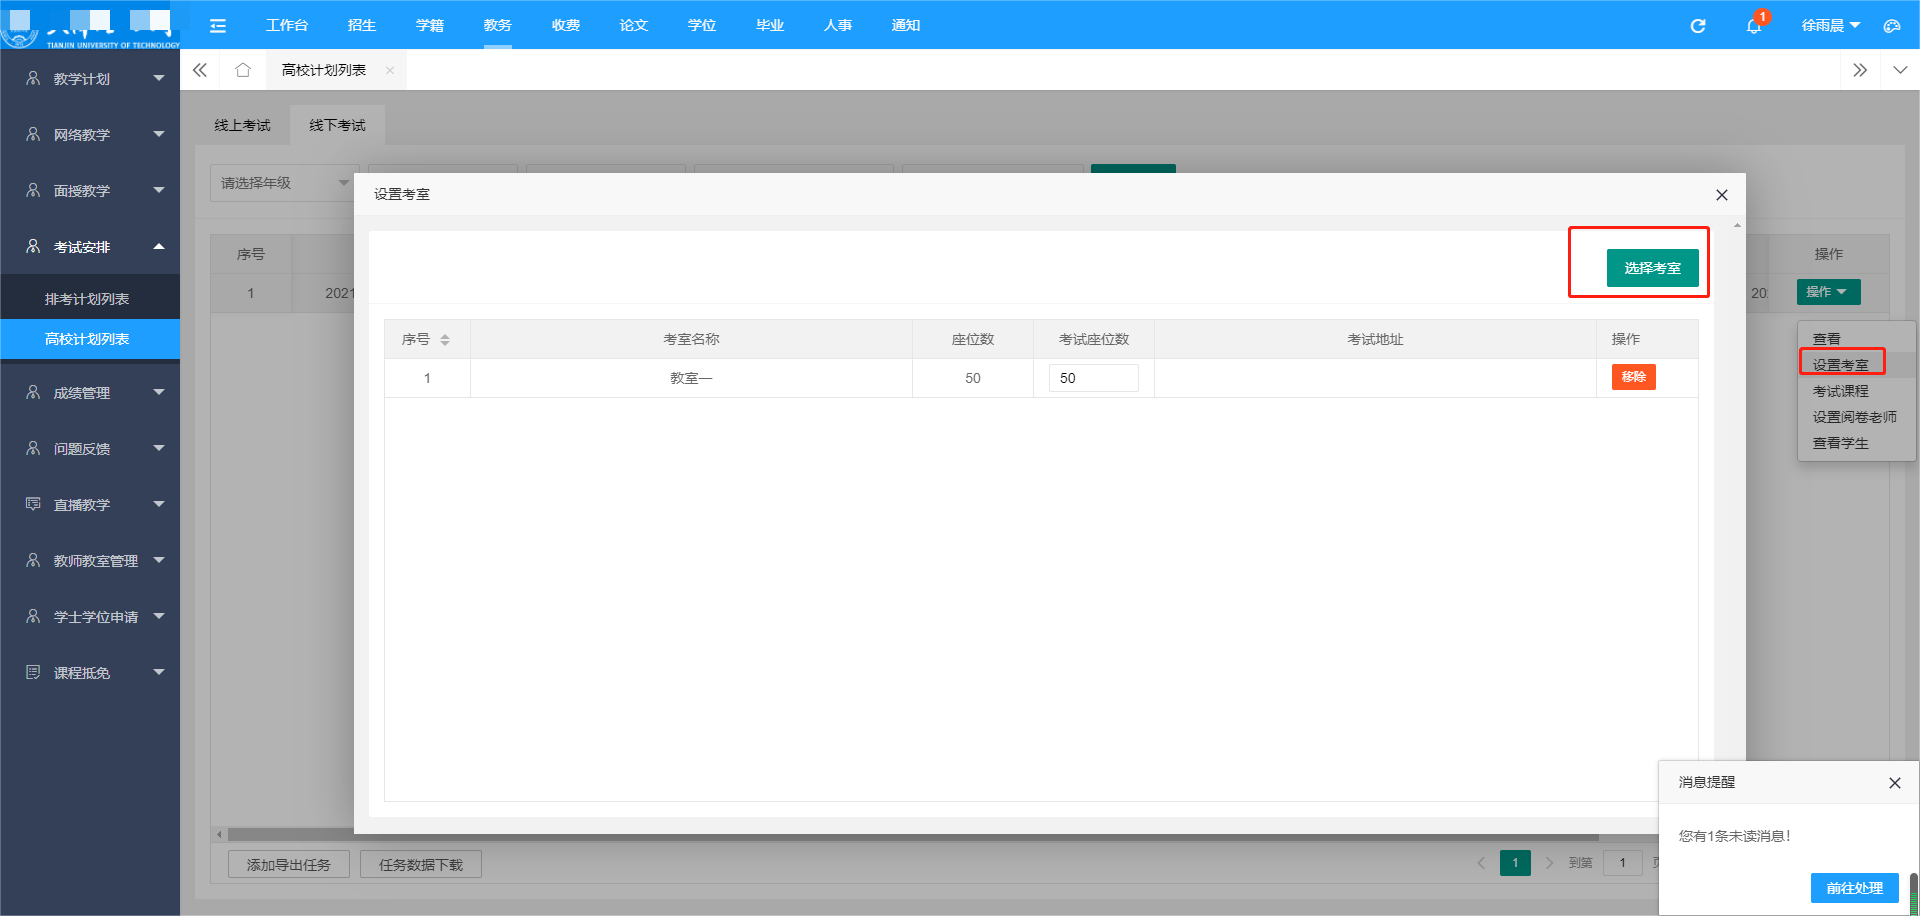 TIANJIN UNIVERSITY OF TECHNOLOGY
工作台 招生 学籍 教务 收费 论文 学位 毕业 人事 通知 1 徐雨晨
高校计划列表
教学计划
网络教学
面授教学
考试安排
排考计划列表
高校计划列表
成绩管理
问题反馈
直播教学
教师教室管理
学士学位申请
课程抵免
线上考试 线下考试
请选择年级
序号 操作
1 2021 操作
查看
设置考室
考试课程
设置阅卷老师
查看学生
设置考室
选择考室
序号 考室名称 座位数 考试座位数 考试地址 操作
1 教室一 50 50 移除
添加导出任务 任务数据下载 1 到第 1
消息提醒
您有1条未读消息!
前往处理